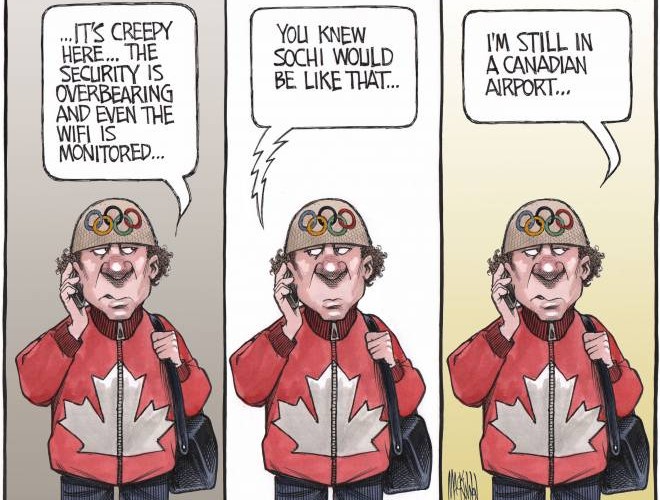 ...IT'S CREEPY
HERE... THE
SECURITY IS
OVERBEARING
AND EVEN THE
WIFI IS
MONITORED...
YOU KNEW
SOCHI WOULD
BE LIKE THAT...
I'M STILL IN
A CANADIAN
AIRPORT...